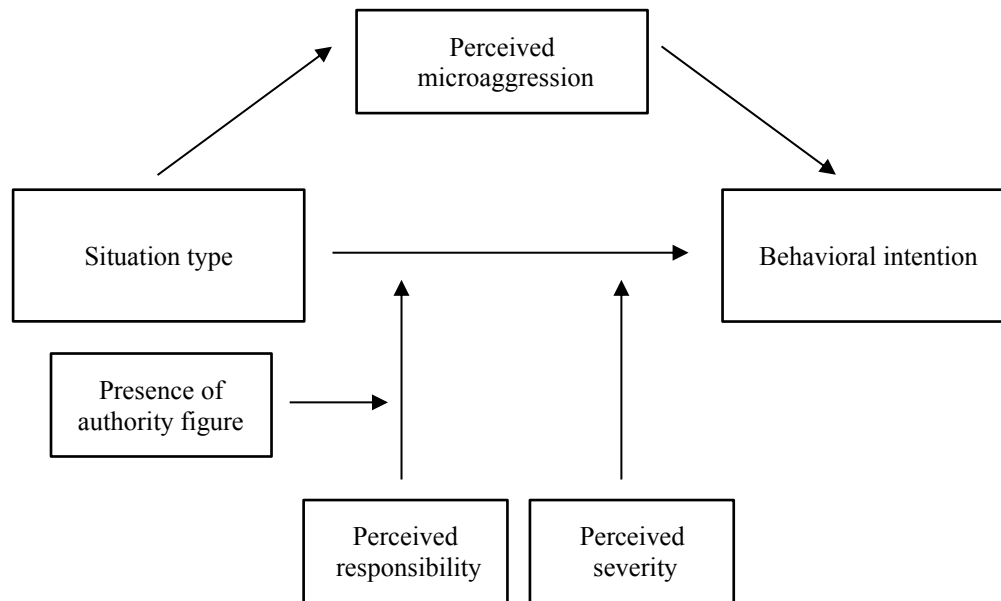 Perceived
microaggression
Situation type
Behavioral intention
Presence of
authority figure
Perceived
responsibility
Perceived
severity